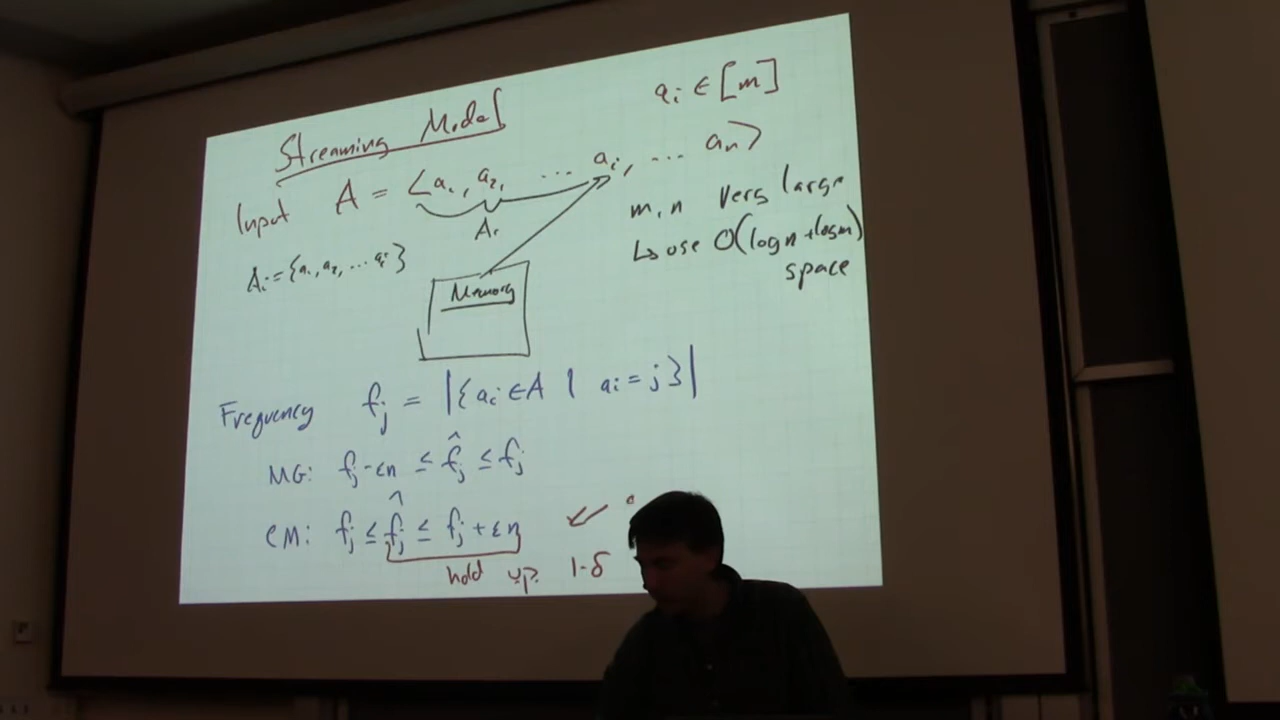 Streaming Model
aᵢ ∈ [m]
Input A = <a₁, a₂, ... aᵢ, ... aₙ>
Aᵢ
m, n very large
↳ use O(log n + log m)
space
Aᵢ := {a₁, a₂, ... aᵢ}
Memory
Frequency fⱼ = |{aᵢ ∈ A | aᵢ = j}|
MG: fⱼ - εn ≤ f̂ⱼ ≤ fⱼ
CM: fⱼ ≤ f̂ⱼ ≤ fⱼ + εn
hold w.p. 1-δ